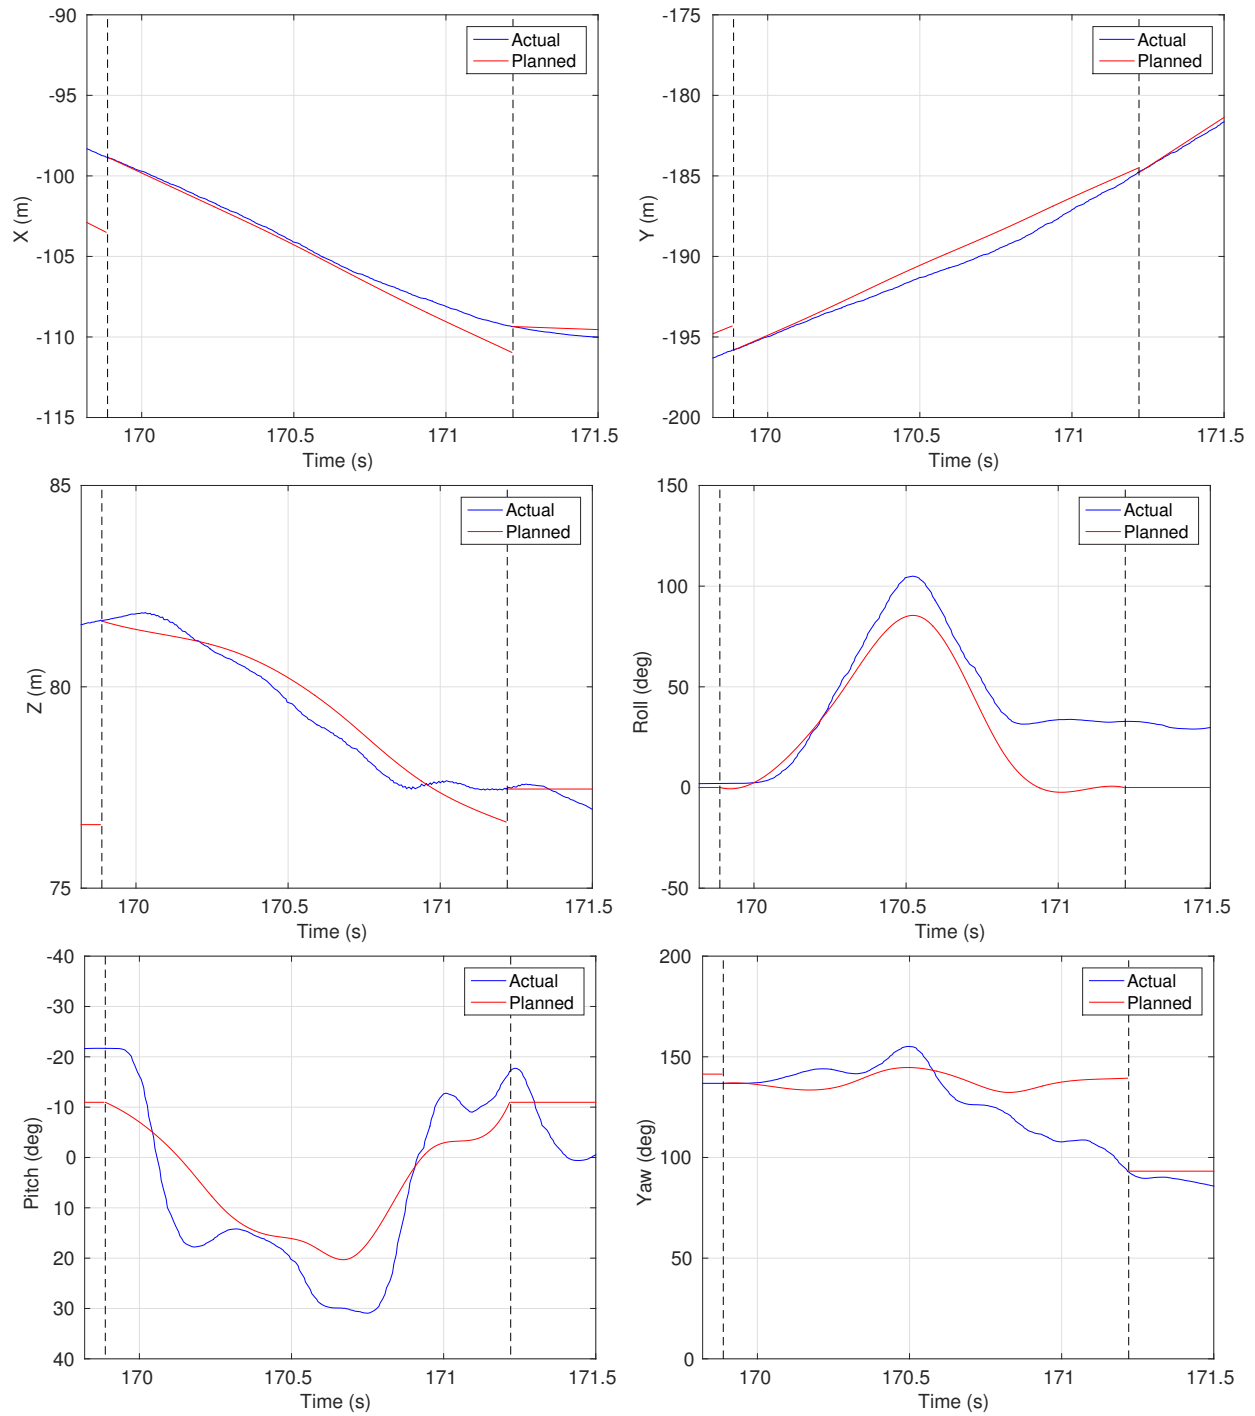 -90
-95
-100
-105
-110
-115
X (m)
170
170.5
171
171.5
Time (s)
Actual
Planned
-175
-180
-185
-190
-195
-200
Y (m)
170
170.5
171
171.5
Time (s)
Actual
Planned
85
80
75
Z (m)
170
170.5
171
171.5
Time (s)
Actual
Planned
150
100
50
0
-50
Roll (deg)
170
170.5
171
171.5
Time (s)
Actual
Planned
-40
-30
-20
-10
0
10
20
30
40
Pitch (deg)
170
170.5
171
171.5
Time (s)
Actual
Planned
200
150
100
50
0
Yaw (deg)
170
170.5
171
171.5
Time (s)
Actual
Planned